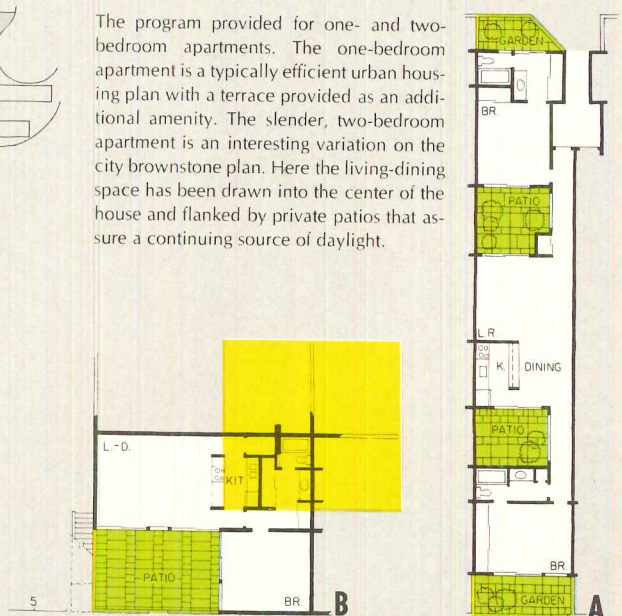 The program provided for one- and two-
bedroom apartments. The one-bedroom
apartment is a typically efficient urban hous-
ing plan with a terrace provided as an addi-
tional amenity. The slender, two-bedroom
apartment is an interesting variation on the
city brownstone plan. Here the living-dining
space has been drawn into the center of the
house and flanked by private patios that as-
sure a continuing source of daylight.
GARDEN
BR.
PATIO
L.R.
K. DINING
PATIO
BR.
GARDEN
A
L.-D.
KIT.
PATIO
BR.
B
5